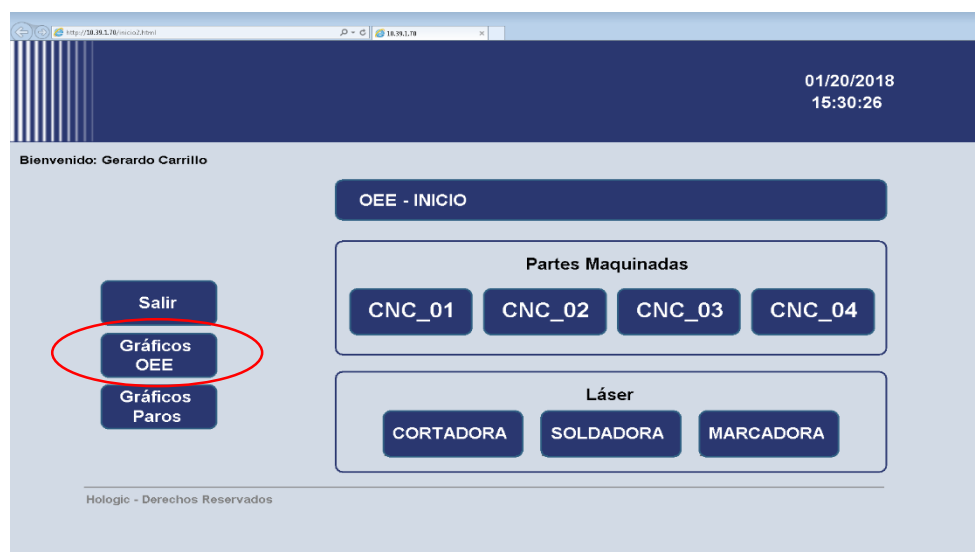 http://10.39.1.70/inicio2.html
10.39.1.70
01/20/2018
15:30:26
Bienvenido: Gerardo Carrillo
OEE - INICIO
Partes Maquinadas
CNC_01 CNC_02 CNC_03 CNC_04
Salir
Gráficos
OEE
Gráficos
Paros
Láser
CORTADORA SOLDADORA MARCADORA
Hologic - Derechos Reservados